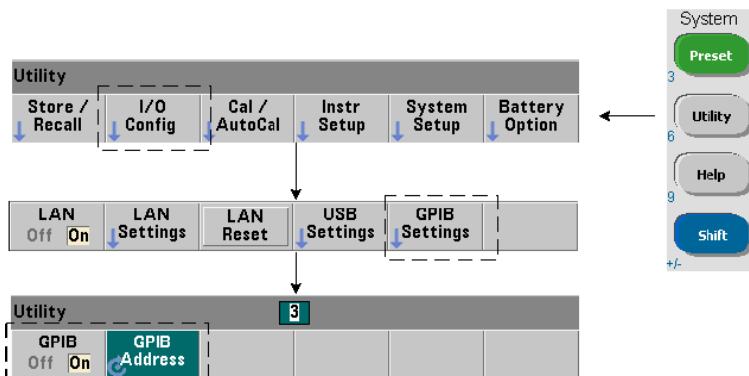 System
Preset
3
Utility
6
Help
9
Shift
+/-
Utility
Store / Recall
I/O Config
Cal / AutoCal
Instr Setup
System Setup
Battery Option
LAN Off On
LAN Settings
LAN Reset
USB Settings
GPIB Settings
Utility 3
GPIB Off On
GPIB Address